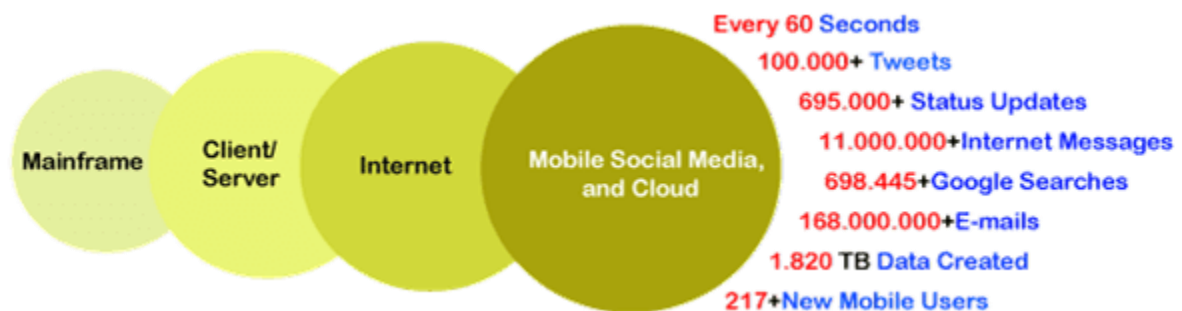 Mainframe
Client/
Server
Internet
Mobile Social Media,
and Cloud
Every 60 Seconds
100.000+ Tweets
695.000+ Status Updates
11.000.000+Internet Messages
698.445+Google Searches
168.000.000+E-mails
1.820 TB Data Created
217+New Mobile Users